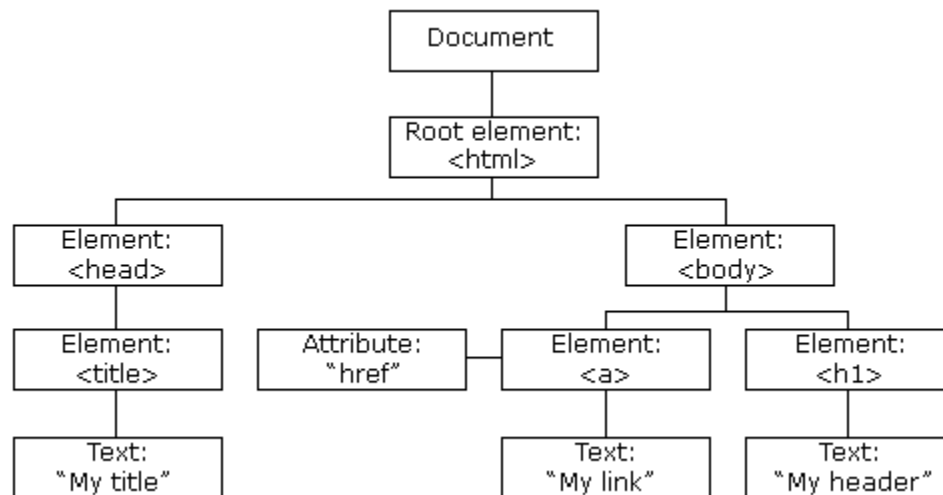 Document
Root element:
<html>
Element:
<head>
Element:
<body>
Element:
<title>
Attribute:
“href”
Element:
<a>
Element:
<h1>
Text:
“My title”
Text:
“My link”
Text:
“My header”